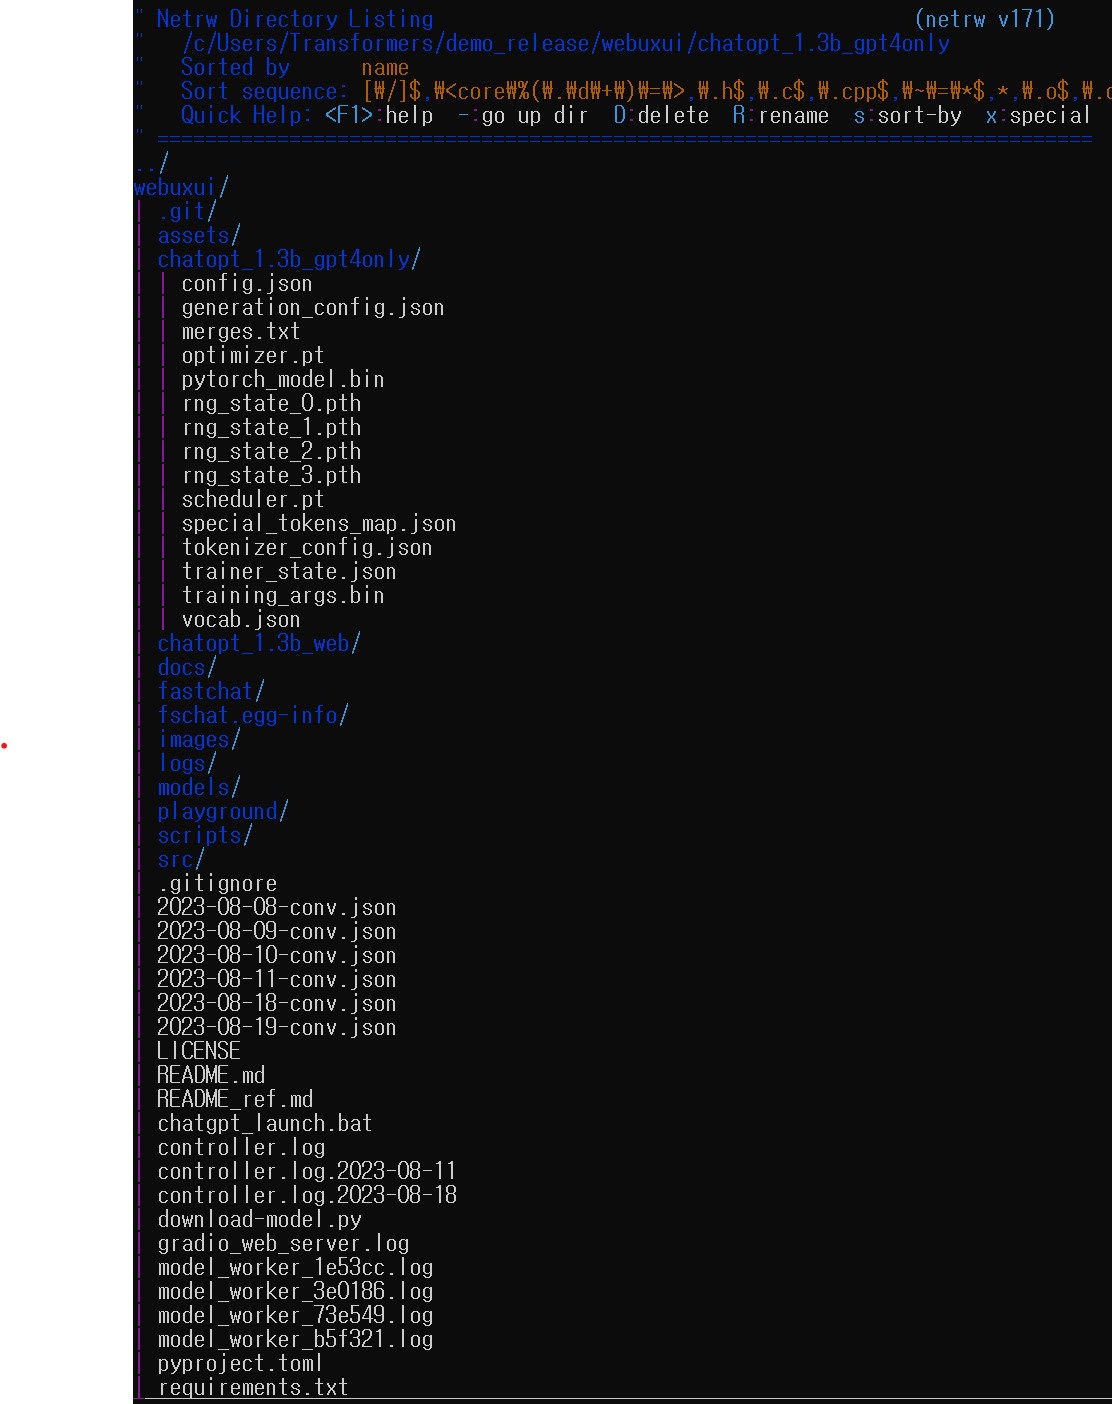 " Netrw Directory Listing (netrw v171)
" /c/Users/Transformers/demo_release/webuxui/chatopt_1.3b_gpt4only
" Sorted by name
" Sort sequence: [₩/]$,₩<core₩%(₩.₩d₩+₩)₩=₩>,₩.h$,₩.c$,₩.cpp$,₩~₩=₩*$,*,₩.o$,₩.o
" Quick Help: <F1>:help -:go up dir D:delete R:rename s:sort-by x:special
" ==============================================================================
../
webuxui/
| .git/
| assets/
| chatopt_1.3b_gpt4only/
| | config.json
| | generation_config.json
| | merges.txt
| | optimizer.pt
| | pytorch_model.bin
| | rng_state_0.pth
| | rng_state_1.pth
| | rng_state_2.pth
| | rng_state_3.pth
| | scheduler.pt
| | special_tokens_map.json
| | tokenizer_config.json
| | trainer_state.json
| | training_args.bin
| | vocab.json
| chatopt_1.3b_web/
| docs/
| fastchat/
| fschat.egg-info/
| images/
| logs/
| models/
| playground/
| scripts/
| src/
| .gitignore
| 2023-08-08-conv.json
| 2023-08-09-conv.json
| 2023-08-10-conv.json
| 2023-08-11-conv.json
| 2023-08-18-conv.json
| 2023-08-19-conv.json
| LICENSE
| README.md
| README_ref.md
| chatgpt_launch.bat
| controller.log
| controller.log.2023-08-11
| controller.log.2023-08-18
| download-model.py
| gradio_web_server.log
| model_worker_1e53cc.log
| model_worker_3e0186.log
| model_worker_73e549.log
| model_worker_b5f321.log
| pyproject.toml
| requirements.txt